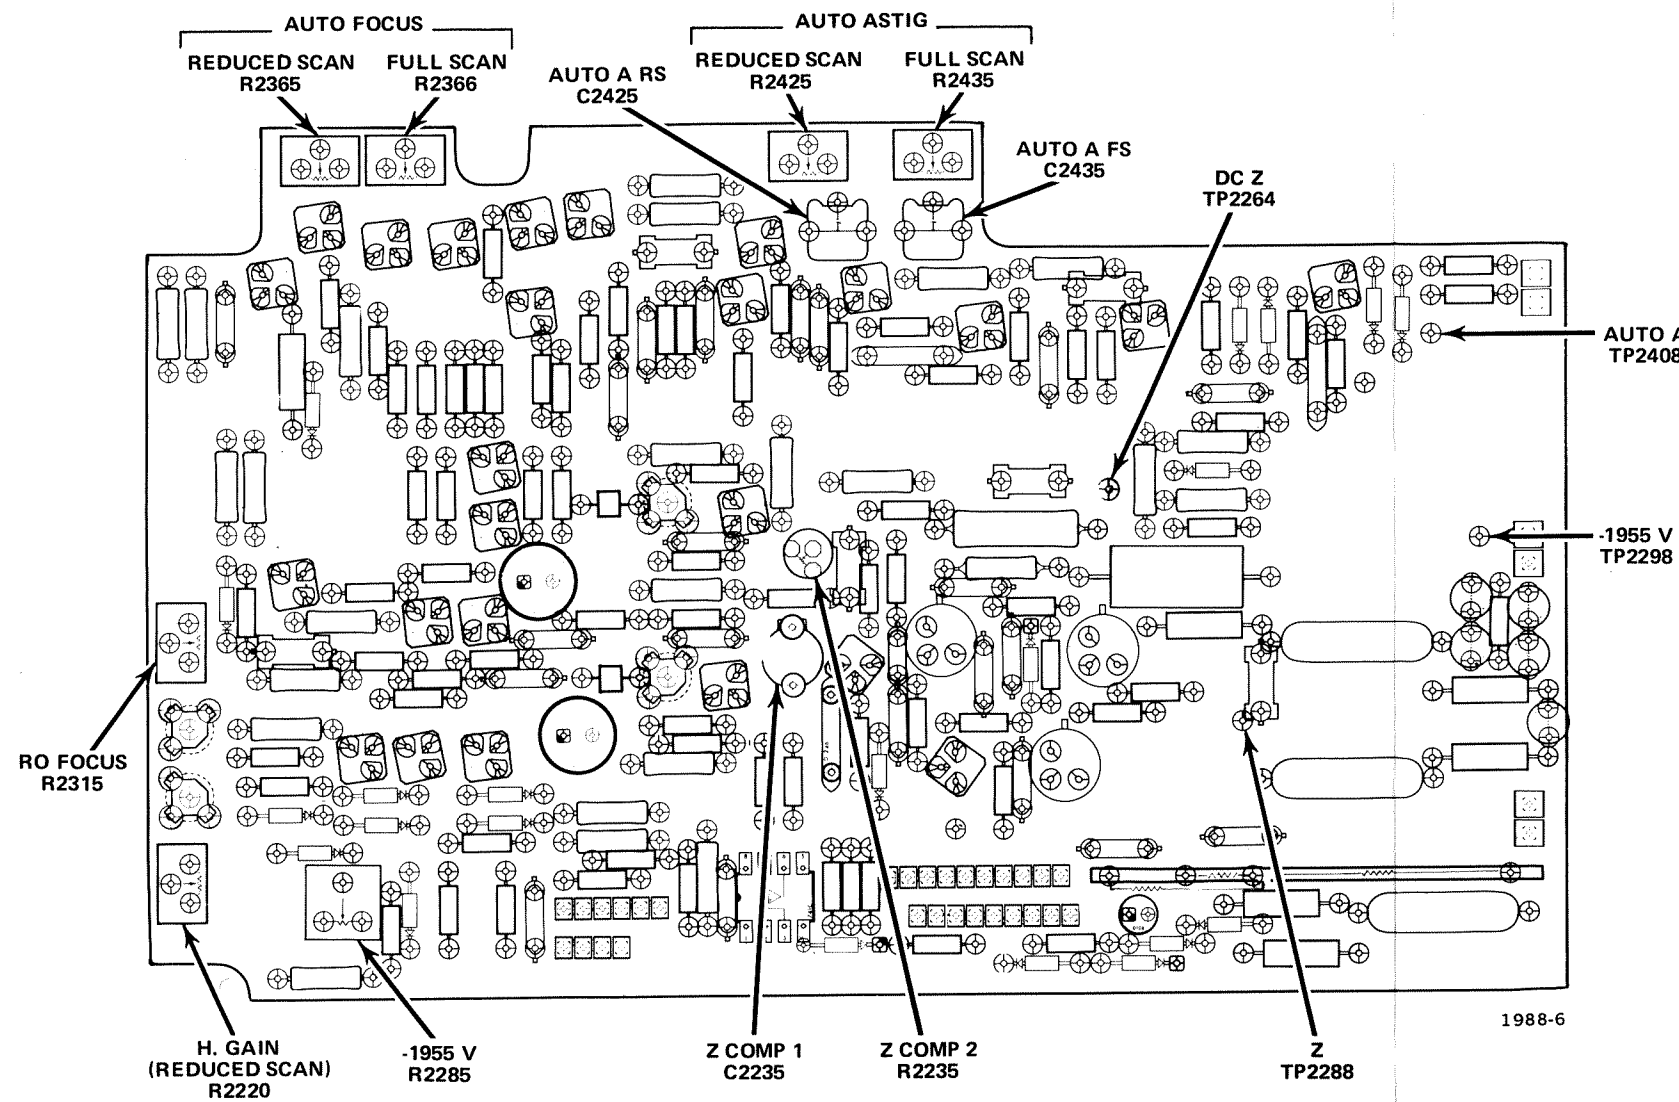 AUTO FOCUS
REDUCED SCAN
R2365
FULL SCAN
R2366
AUTO A RS
C2425
AUTO ASTIG
REDUCED SCAN
R2425
FULL SCAN
R2435
AUTO A FS
C2435
DC Z
TP2264
AUTO A
TP2408
-1955 V
TP2298
RO FOCUS
R2315
H. GAIN
(REDUCED SCAN)
R2220
-1955 V
R2285
Z COMP 1
C2235
Z COMP 2
R2235
Z
TP2288
1988-6